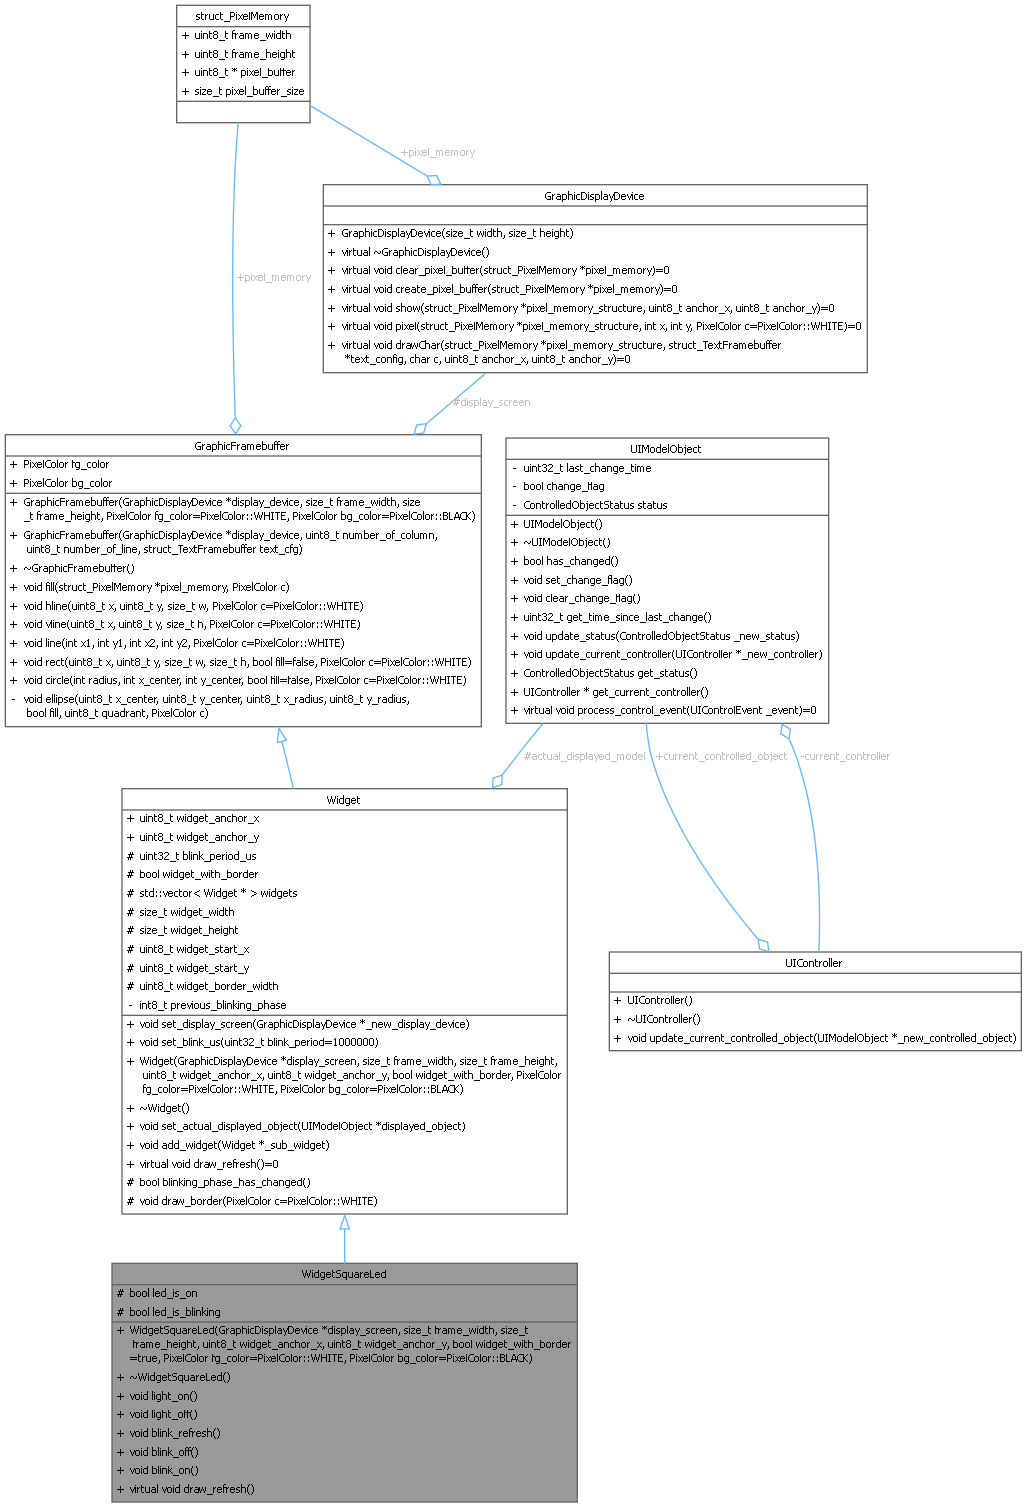 struct_PixelMemory
+ uint8_t frame_width
+ uint8_t frame_height
+ uint8_t * pixel_buffer
+ size_t pixel_buffer_size
+pixel_memory
+pixel_memory
GraphicDisplayDevice
+ GraphicDisplayDevice(size_t width, size_t height)
+ virtual ~GraphicDisplayDevice()
+ virtual void clear_pixel_buffer(struct_PixelMemory *pixel_memory)=0
+ virtual void create_pixel_buffer(struct_PixelMemory *pixel_memory)=0
+ virtual void show(struct_PixelMemory *pixel_memory_structure, uint8_t anchor_x, uint8_t anchor_y)=0
+ virtual void pixel(struct_PixelMemory *pixel_memory_structure, int x, int y, PixelColor c=PixelColor::WHITE)=0
+ virtual void drawChar(struct_PixelMemory *pixel_memory_structure, struct_TextFramebuffer
*text_config, char c, uint8_t anchor_x, uint8_t anchor_y)=0
#display_screen
GraphicFramebuffer
+ PixelColor fg_color
+ PixelColor bg_color
+ GraphicFramebuffer(GraphicDisplayDevice *display_device, size_t frame_width, size
_t frame_height, PixelColor fg_color=PixelColor::WHITE, PixelColor bg_color=PixelColor::BLACK)
+ GraphicFramebuffer(GraphicDisplayDevice *display_device, uint8_t number_of_column,
uint8_t number_of_line, struct_TextFramebuffer text_cfg)
+ ~GraphicFramebuffer()
+ void fill(struct_PixelMemory *pixel_memory, PixelColor c)
+ void hline(uint8_t x, uint8_t y, size_t w, PixelColor c=PixelColor::WHITE)
+ void vline(uint8_t x, uint8_t y, size_t h, PixelColor c=PixelColor::WHITE)
+ void line(int x1, int y1, int x2, int y2, PixelColor c=PixelColor::WHITE)
+ void rect(uint8_t x, uint8_t y, size_t w, size_t h, bool fill=false, PixelColor c=PixelColor::WHITE)
+ void circle(int radius, int x_center, int y_center, bool fill=false, PixelColor c=PixelColor::WHITE)
- void ellipse(uint8_t x_center, uint8_t y_center, uint8_t x_radius, uint8_t y_radius,
bool fill, uint8_t quadrant, PixelColor c)
UIModelObject
- uint32_t last_change_time
- bool change_flag
- ControlledObjectStatus status
+ UIModelObject()
+ ~UIModelObject()
+ bool has_changed()
+ void set_change_flag()
+ void clear_change_flag()
+ uint32_t get_time_since_last_change()
+ void update_status(ControlledObjectStatus _new_status)
+ void update_current_controller(UIController *_new_controller)
+ ControlledObjectStatus get_status()
+ UIController * get_current_controller()
+ virtual void process_control_event(UIControlEvent _event)=0
#actual_displayed_model
+current_controlled_object
-current_controller
Widget
+ uint8_t widget_anchor_x
+ uint8_t widget_anchor_y
# uint32_t blink_period_us
# bool widget_with_border
# std::vector< Widget * > widgets
# size_t widget_width
# size_t widget_height
# uint8_t widget_start_x
# uint8_t widget_start_y
# uint8_t widget_border_width
- int8_t previous_blinking_phase
+ void set_display_screen(GraphicDisplayDevice *_new_display_device)
+ void set_blink_us(uint32_t blink_period=1000000)
+ Widget(GraphicDisplayDevice *display_screen, size_t frame_width, size_t frame_height,
uint8_t widget_anchor_x, uint8_t widget_anchor_y, bool widget_with_border, PixelColor
fg_color=PixelColor::WHITE, PixelColor bg_color=PixelColor::BLACK)
+ ~Widget()
+ void set_actual_displayed_object(UIModelObject *displayed_object)
+ void add_widget(Widget *_sub_widget)
+ virtual void draw_refresh()=0
# bool blinking_phase_has_changed()
# void draw_border(PixelColor c=PixelColor::WHITE)
UIController
+ UIController()
+ ~UIController()
+ void update_current_controlled_object(UIModelObject *_new_controlled_object)
WidgetSquareLed
# bool led_is_on
# bool led_is_blinking
+ WidgetSquareLed(GraphicDisplayDevice *display_screen, size_t frame_width, size_t
frame_height, uint8_t widget_anchor_x, uint8_t widget_anchor_y, bool widget_with_border
=true, PixelColor fg_color=PixelColor::WHITE, PixelColor bg_color=PixelColor::BLACK)
+ ~WidgetSquareLed()
+ void light_on()
+ void light_off()
+ void blink_refresh()
+ void blink_off()
+ void blink_on()
+ virtual void draw_refresh()